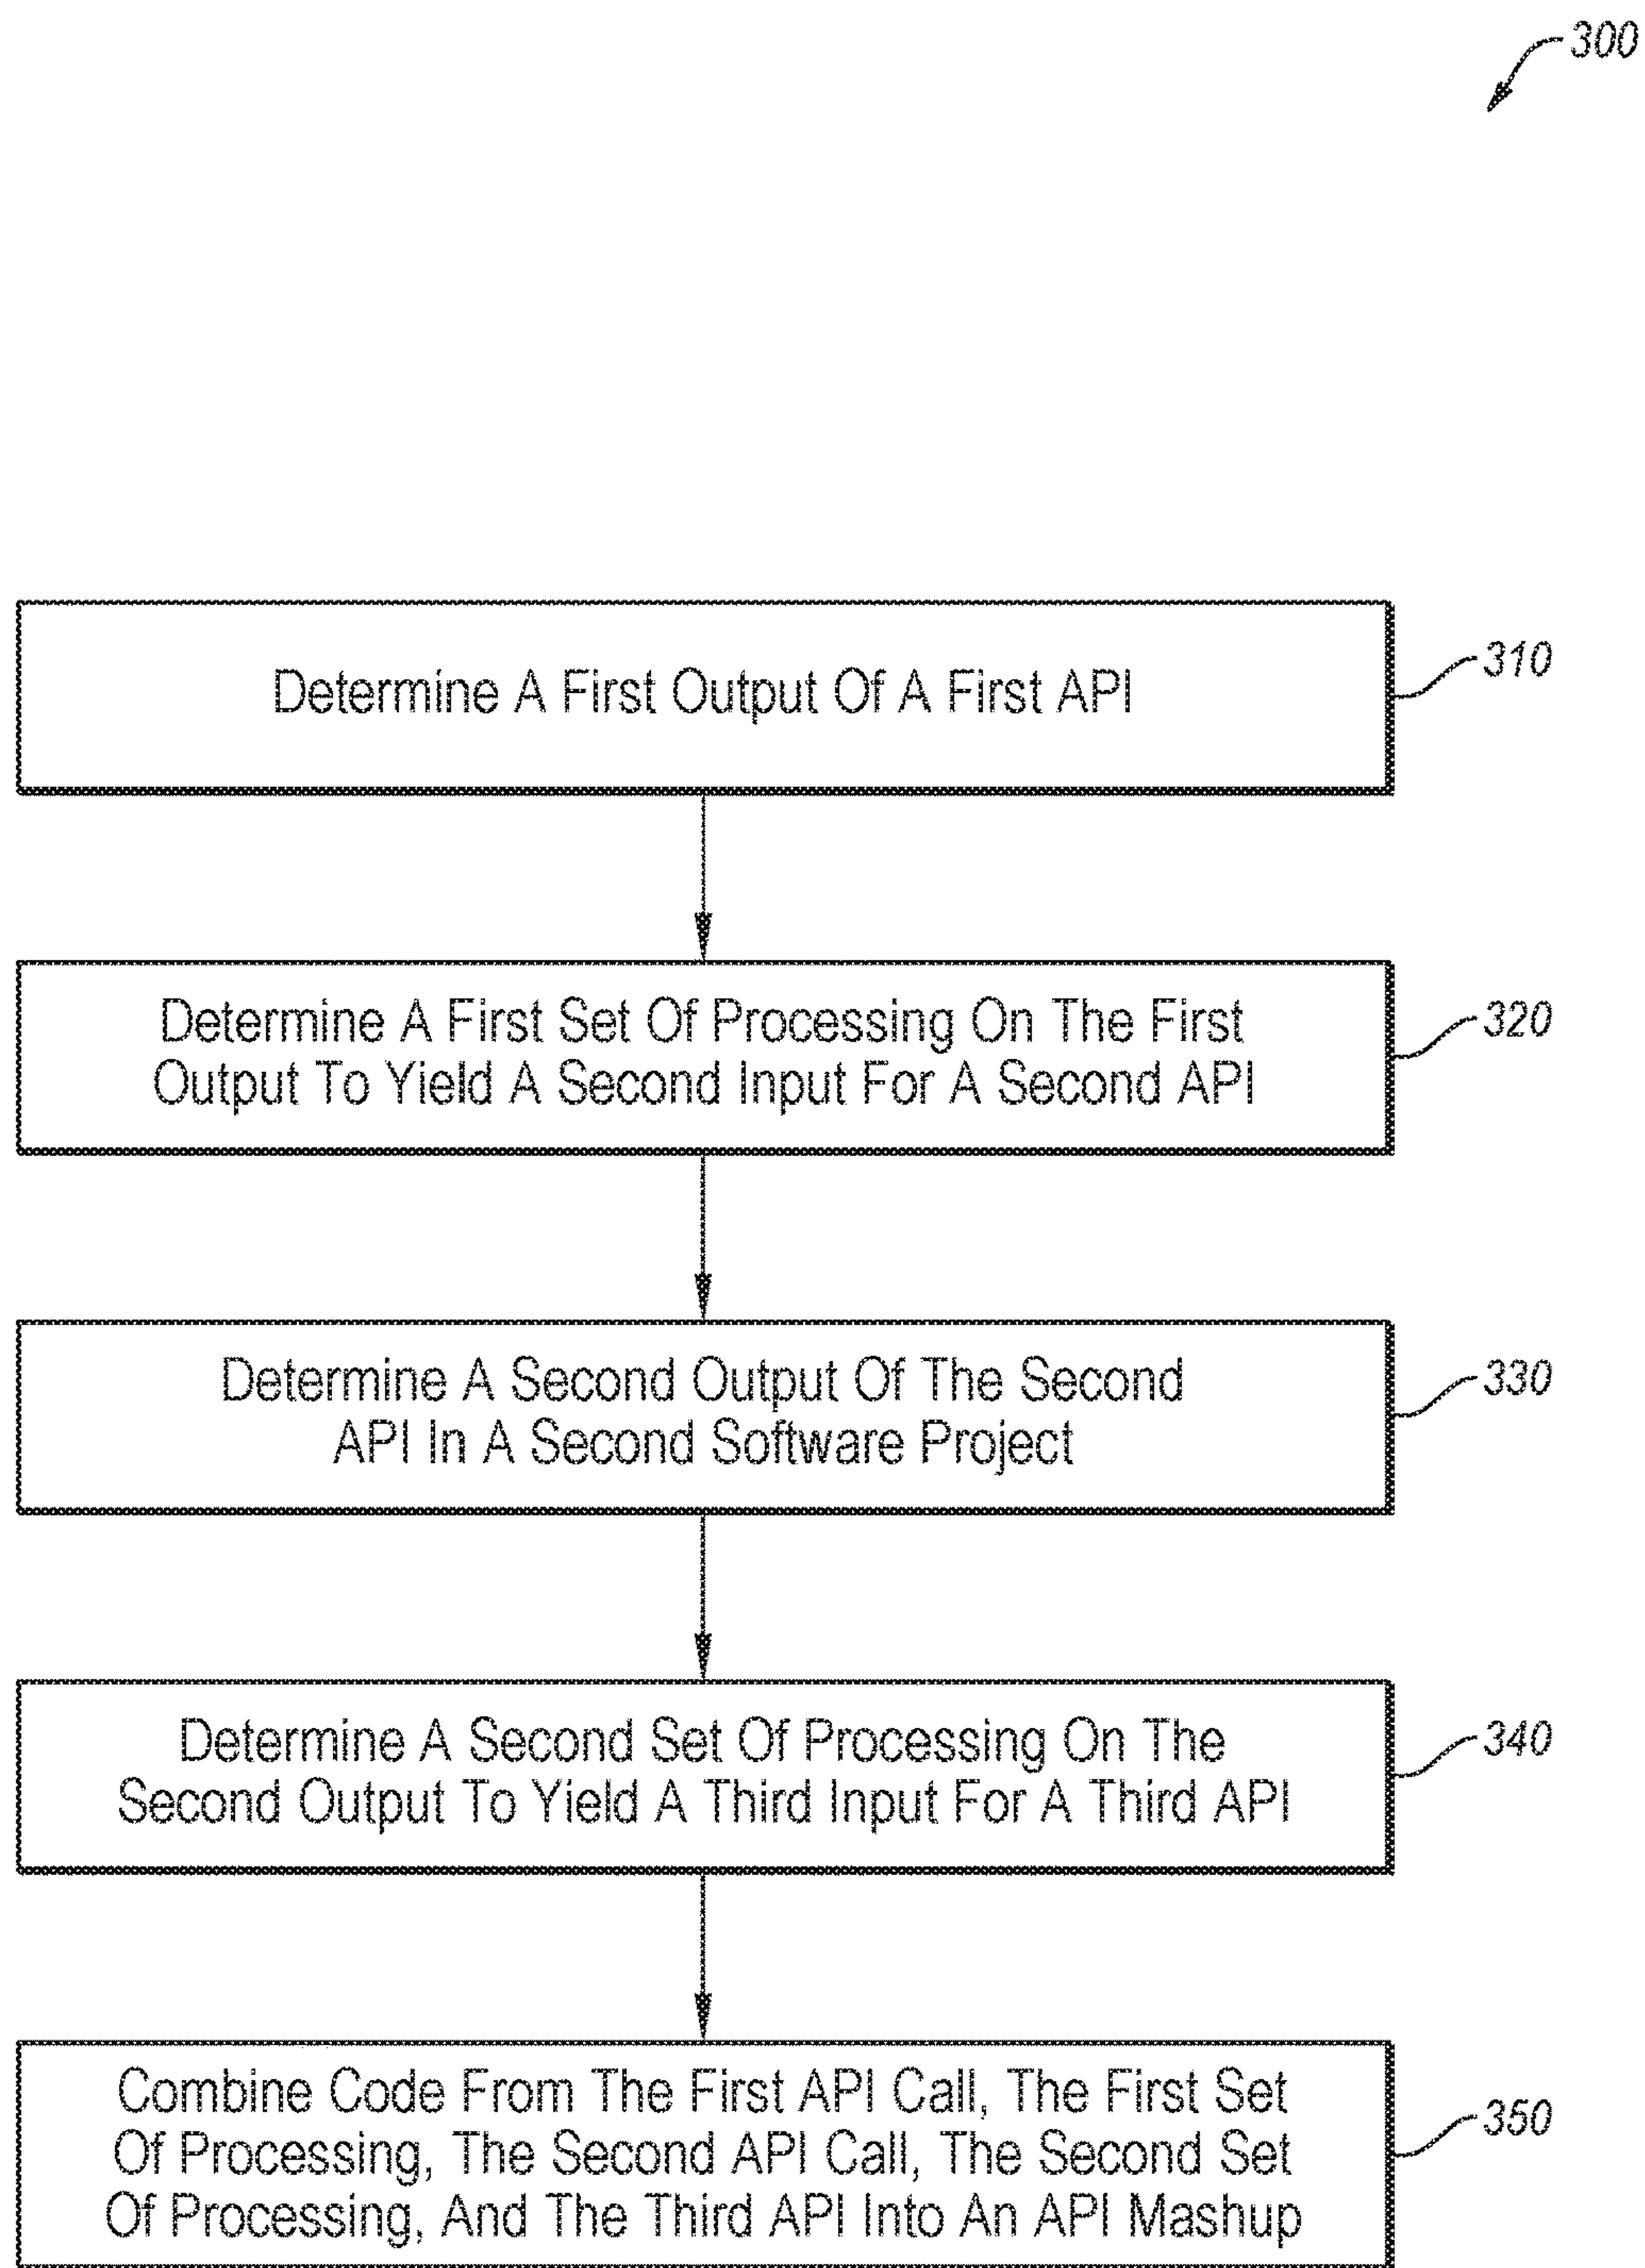 300
Determine A First Output Of A First API
310
Determine A First Set Of Processing On The First
Output To Yield A Second Input For A Second API
320
Determine A Second Output Of The Second
API In A Second Software Project
330
Determine A Second Set Of Processing On The
Second Output To Yield A Third Input For A Third API
340
Combine Code From The First API Call, The First Set
Of Processing, The Second API Call, The Second Set
Of Processing, And The Third API Into An API Mashup
350